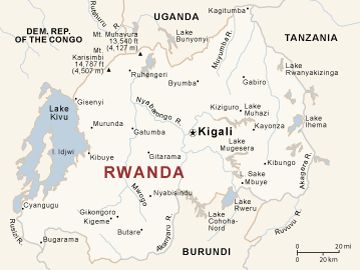 Kagitumba
UGANDA
Rutshuru R.
DEM. REP.
OF THE CONGO
Mt. Muhavura
13,540 ft
(4,127 m)
Lake
Bunyonyi
Muyumba R.
TANZANIA
Mt.
Karisimbi
14,787 ft
(4,507 m)
Ruhengeri
Byumba
Gabiro
Lake
Rwanyakizinga
Gisenyi
Lake
Kivu
Nyabarongo R.
Kiziguro
Lake
Muhazi
Murunda
Gatumba
Kigali
Kayonza
Lake
Ihema
Lake
Mugesera
I. Idjwi
Kibuye
Gitarama
Kibungo
RWANDA
Sake
Mbuye
Akagera R.
Mwogo
Nyabisindu
Lake
Rweru
Cyangugu
Gikongoro
Kigeme
Lake
Cohoha-
Nord
Rusizi R.
Butare
Akanyaru R.
Ruvuvu R.
Bugarama
BURUNDI
0 20 mi
0 20 km